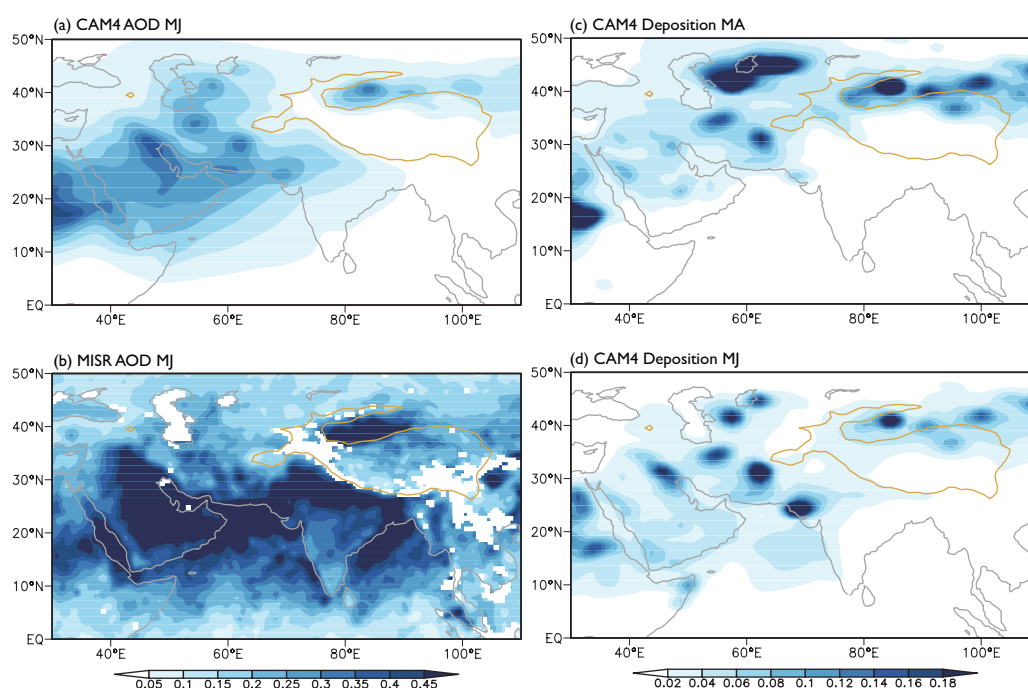 (a) CAM4 AOD MJ
50°N
40°N
30°N
20°N
10°N
EQ
40°E 60°E 80°E 100°E
(c) CAM4 Deposition MA
50°N
40°N
30°N
20°N
10°N
EQ
40°E 60°E 80°E 100°E
(b) MISR AOD MJ
50°N
40°N
30°N
20°N
10°N
EQ
40°E 60°E 80°E 100°E
0.05 0.1 0.15 0.2 0.25 0.3 0.35 0.4 0.45
(d) CAM4 Deposition MJ
50°N
40°N
30°N
20°N
10°N
EQ
40°E 60°E 80°E 100°E
0.02 0.04 0.06 0.08 0.10 0.12 0.14 0.16 0.18